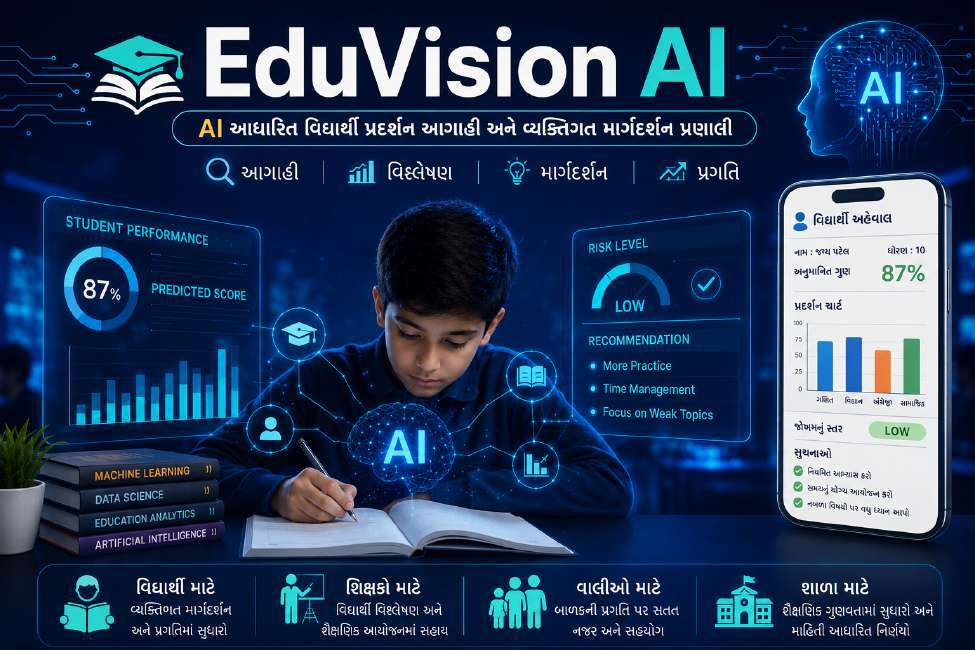 EduVision AI
AI આધારિત વિદ્યાર્થી પ્રદર્શન આગાહી અને વ્યક્તિગત માર્ગદર્શન પ્રણાલી
આગાહી
વિશ્લેષણ
માર્ગદર્શન
પ્રગતિ
AI
STUDENT PERFORMANCE
87%
PREDICTED SCORE
RISK LEVEL
LOW
RECOMMENDATION
More Practice
Time Management
Focus on Weak Topics
AI
MACHINE LEARNING
DATA SCIENCE
EDUCATION ANALYTICS
ARTIFICIAL INTELLIGENCE
વિદ્યાર્થી અહેવાલ
નામ : જય પટેલ
ધોરણ : 10
અનુમાનિત ગુણ
87%
પ્રદર્શન ચાર્ટ
100
75
50
25
0
ગણિત
વિજ્ઞાન
અંગ્રેજી
સામાજિક
જોખમનું સ્તર
LOW
સુચનાઓ
નિયમિત અભ્યાસ કરો
સમયનું યોગ્ય આયોજન કરો
નબળા વિષયો પર વધુ ધ્યાન આપો
વિદ્યાર્થી માટે
વ્યક્તિગત માર્ગદર્શન
અને પ્રગતિમાં સુધારો
શિક્ષકો માટે
વિદ્યાર્થી વિશ્લેષણ અને
શૈક્ષણિક આયોજનમાં સહાય
વાલીઓ માટે
બાળકની પ્રગતિ પર સતત
નજર અને સહયોગ
શાળા માટે
શૈક્ષણિક ગુણવતામાં સુધારો અને
માહિતી આધારિત નિર્ણયો